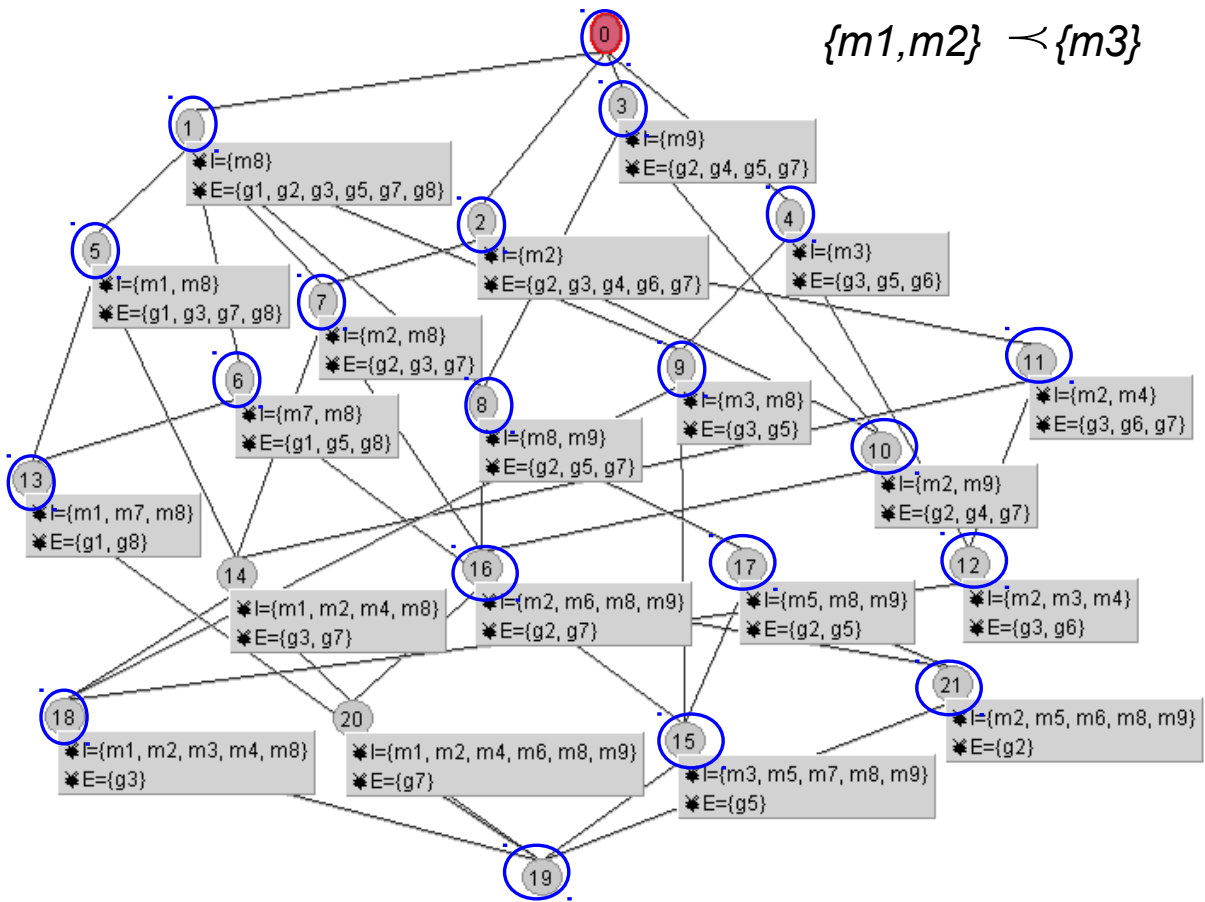 {m1,m2} ⤙ {m3}
0
1
I={m8}
E={g1, g2, g3, g5, g7, g8}
3
I={m9}
E={g2, g4, g5, g7}
2
I={m2}
E={g2, g3, g4, g6, g7}
4
I={m3}
E={g3, g5, g6}
5
I={m1, m8}
E={g1, g3, g7, g8}
7
I={m2, m8}
E={g2, g3, g7}
6
I={m7, m8}
E={g1, g5, g8}
8
I={m8, m9}
E={g2, g5, g7}
9
I={m3, m8}
E={g3, g5}
11
I={m2, m4}
E={g3, g6, g7}
10
I={m2, m9}
E={g2, g4, g7}
13
I={m1, m7, m8}
E={g1, g8}
14
I={m1, m2, m4, m8}
E={g3, g7}
16
I={m2, m6, m8, m9}
E={g2, g7}
17
I={m5, m8, m9}
E={g2, g5}
12
I={m2, m3, m4}
E={g3, g6}
18
I={m1, m2, m3, m4, m8}
E={g3}
20
I={m1, m2, m4, m6, m8, m9}
E={g7}
15
I={m3, m5, m7, m8, m9}
E={g5}
21
I={m2, m5, m6, m8, m9}
E={g2}
19